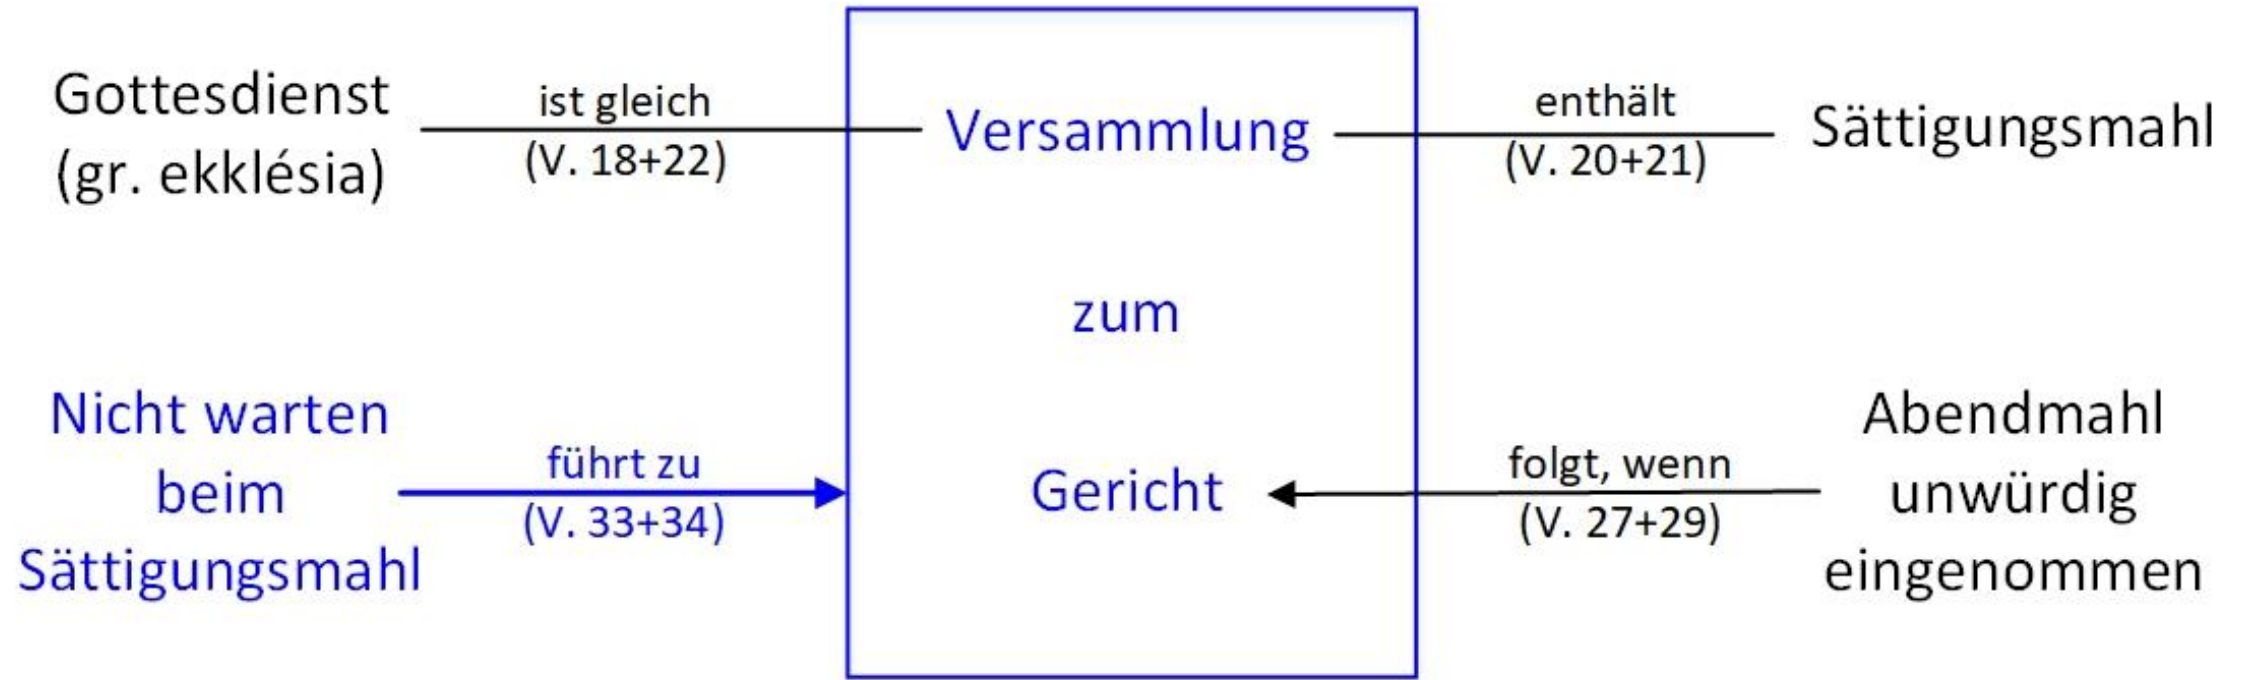 Gottesdienst
(gr. ekklésia)
ist gleich
(V. 18+22)
Versammlung
enthält
(V. 20+21)
Sättigungsmahl
zum
Nicht warten
beim
Sättigungsmahl
führt zu
(V. 33+34)
Gericht
folgt, wenn
(V. 27+29)
Abendmahl
unwürdig
eingenommen